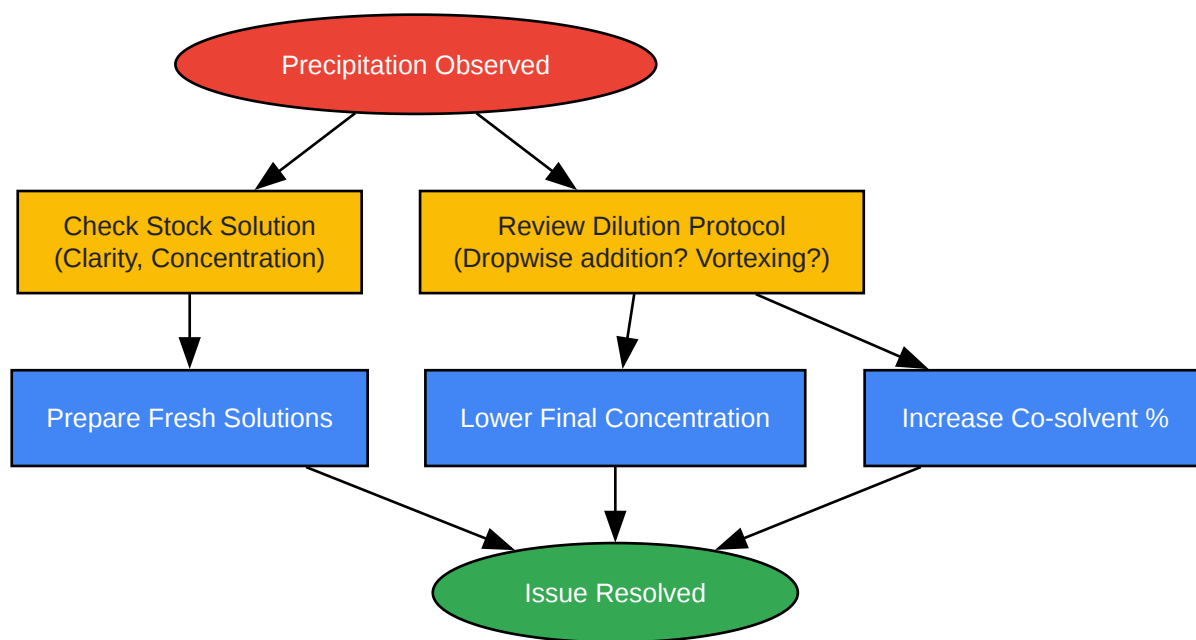 Precipitation Observed
Check Stock Solution
(Clarity, Concentration)
Review Dilution Protocol
(Dropwise addition? Vortexing?)
Prepare Fresh Solutions
Lower Final Concentration
Increase Co-solvent %
Issue Resolved